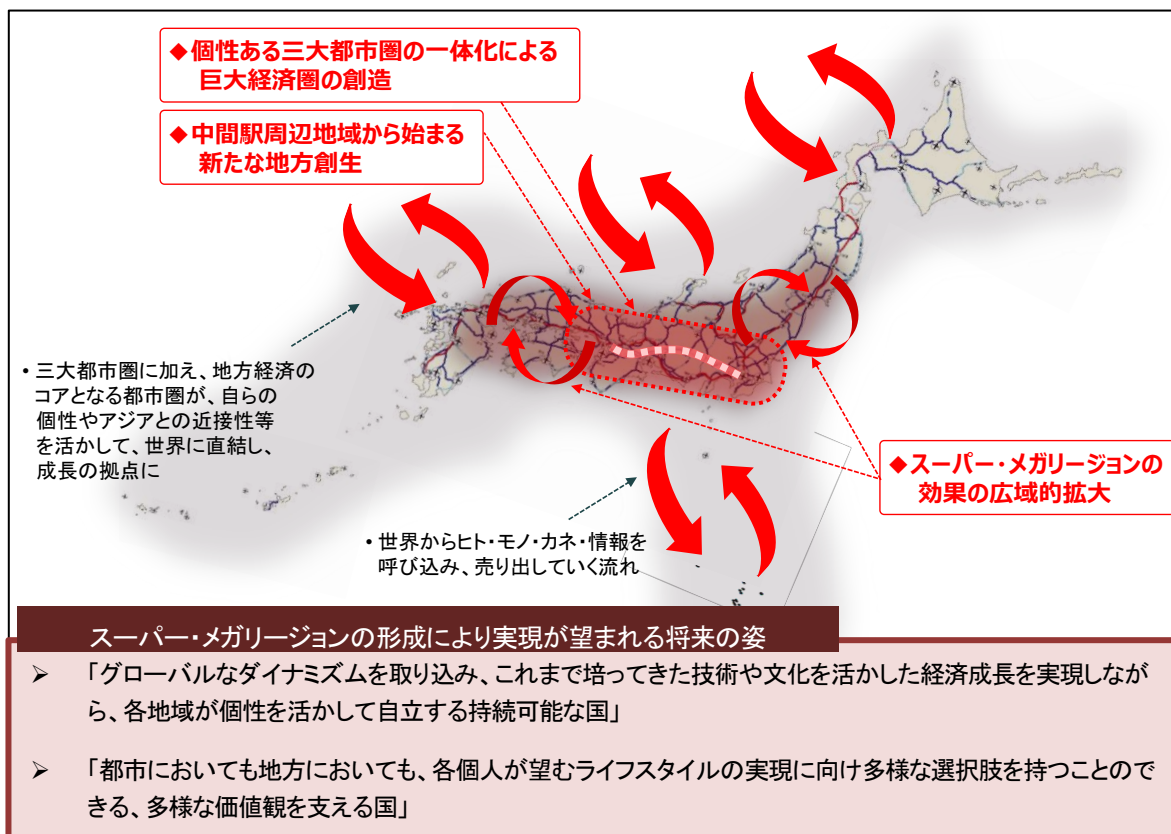 ◆個性ある三大都市圏の一体化による
巨大経済圏の創造
◆中間駅周辺地域から始まる
新たな地方創生
• 三大都市圏に加え、地方経済の
コアとなる都市圏が、自らの
個性やアジアとの近接性等
を活かして、世界に直結し、
成長の拠点に
◆スーパー・メガリージョンの
効果の広域的拡大
• 世界からヒト・モノ・カネ・情報を
呼び込み、売り出していく流れ
スーパー・メガリージョンの形成により実現が望まれる将来の姿
➢ 「グローバルなダイナミズムを取り込み、これまで培ってきた技術や文化を活かした経済成長を実現しなが
ら、各地域が個性を活かして自立する持続可能な国」
➢ 「都市においても地方においても、各個人が望むライフスタイルの実現に向け多様な選択肢を持つことので
きる、多様な価値観を支える国」